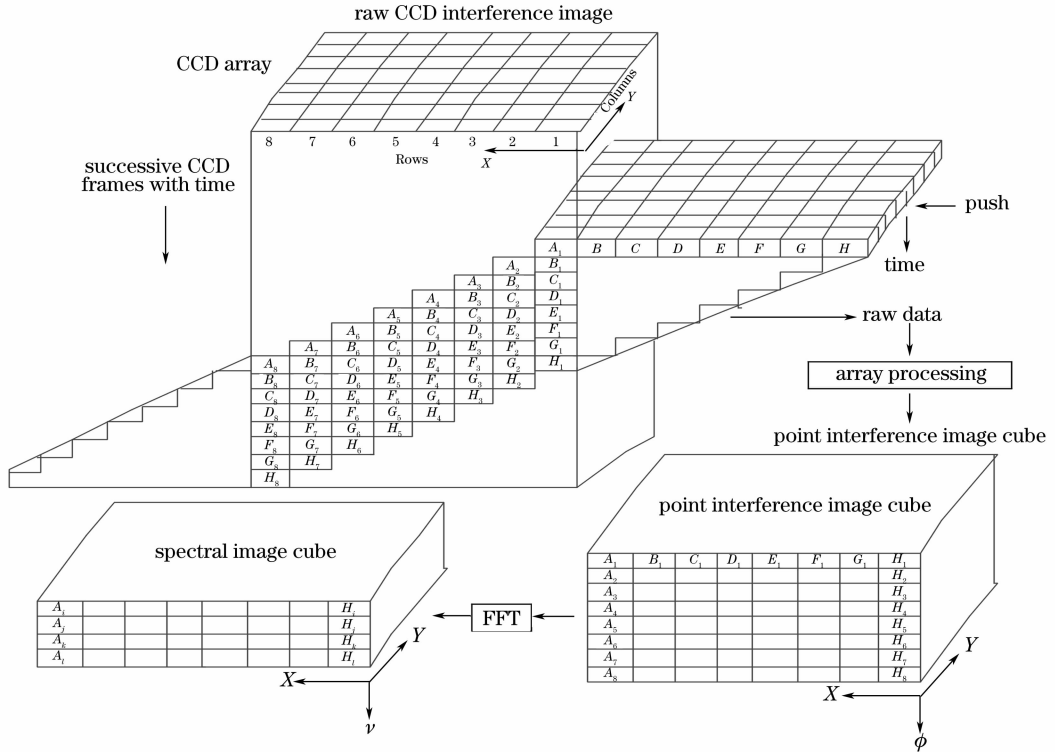 raw CCD interference image
CCD array
Columns
Y
8 7 6 5 4 3 2 1
Rows
X
successive CCD
frames with time
push
time
A₁ B C D E F G H
A₂ B₁
A₃ B₂ C₁
A₄ B₃ C₂ D₁
A₅ B₄ C₃ D₂ E₁
A₆ B₅ C₄ D₃ E₂ F₁
A₇ B₆ C₅ D₄ E₃ F₂ G₁
A₈ B₇ C₆ D₅ E₄ F₃ G₂ H₁
B₈ C₇ D₆ E₅ F₄ G₃ H₂
C₈ D₇ E₆ F₅ G₄ H₃
D₈ E₇ F₆ G₅ H₄
E₈ F₇ G₆ H₅
F₈ G₇ H₆
G₈ H₇
H₈
raw data
array processing
point interference image cube
point interference image cube
A₁ B₁ C₁ D₁ E₁ F₁ G₁ H₁
A₂ H₂
A₃ H₃
A₄ H₄
A₅ H₅
A₆ H₆
A₇ H₇
A₈ H₈
Y
X
ϕ
FFT
spectral image cube
Aᵢ Hᵢ
Aⱼ Hⱼ
Aₖ Hₖ
Aₗ Hₗ
Y
X
ν